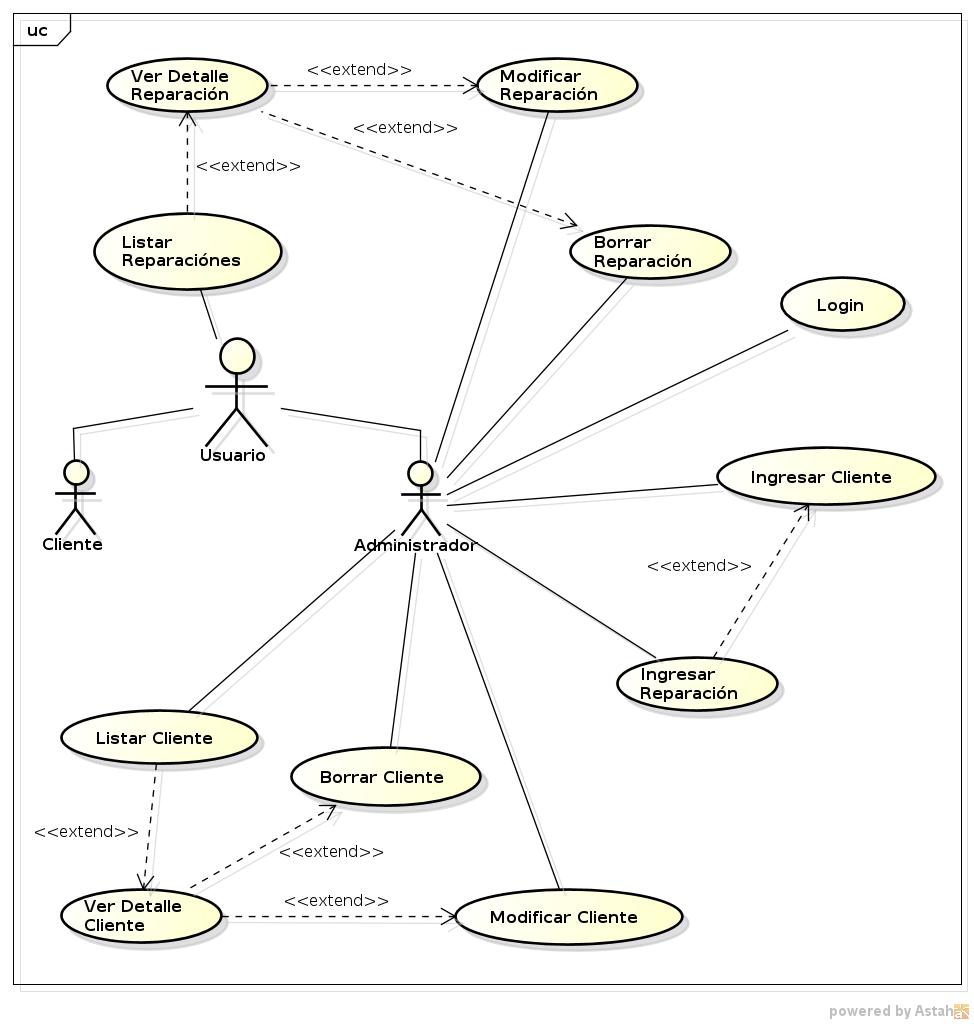 uc
Ver Detalle
Reparación
<<extend>>
Modificar
Reparación
<<extend>>
<<extend>>
Listar
Reparaciónes
Borrar
Reparación
Login
Usuario
Cliente
Administrador
Ingresar Cliente
<<extend>>
Ingresar
Reparación
Listar Cliente
Borrar Cliente
<<extend>>
<<extend>>
Ver Detalle
Cliente
<<extend>>
Modificar Cliente
powered by Astah